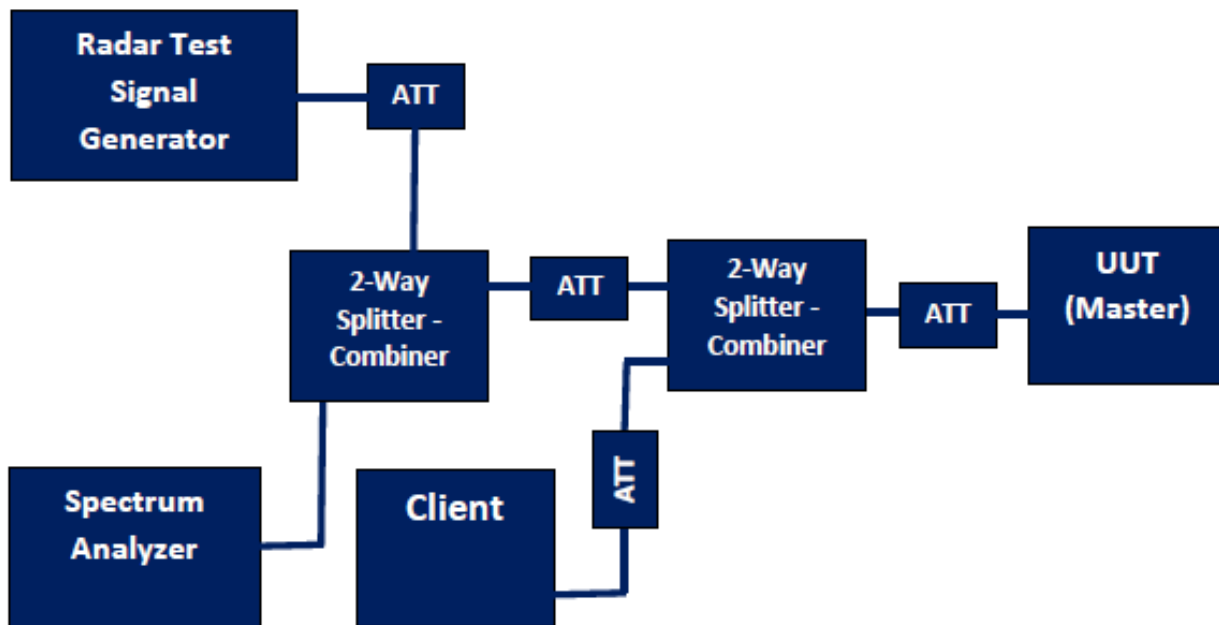 Radar Test
Signal
Generator
ATT
2-Way
Splitter -
Combiner
ATT
2-Way
Splitter -
Combiner
ATT
UUT
(Master)
Spectrum
Analyzer
Client
ATT